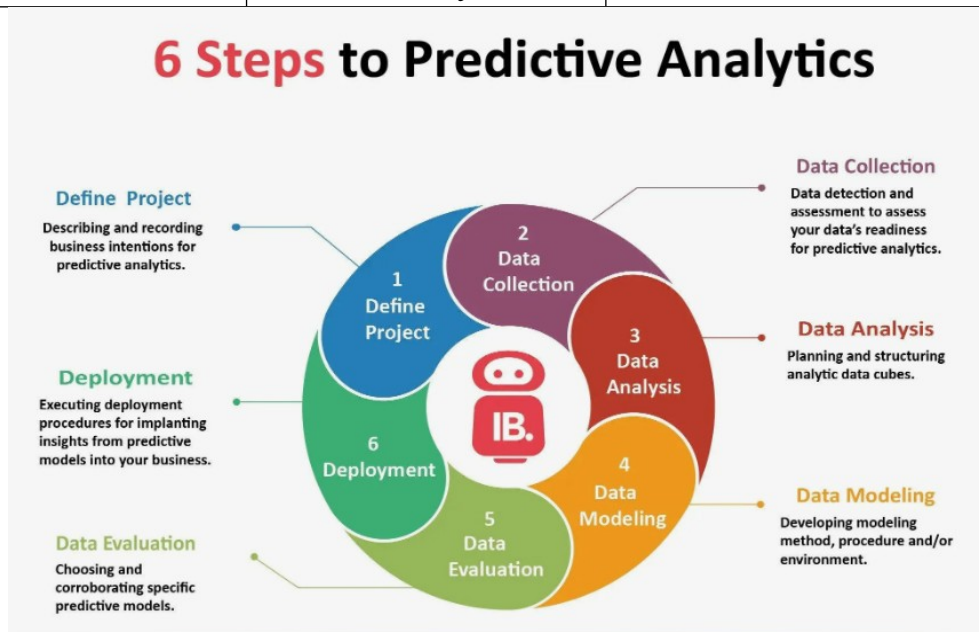 6 Steps to Predictive Analytics
Define Project
Describing and recording
business intentions for
predictive analytics.
Data Collection
Data detection and
assessment to assess
your data's readiness
for predictive analytics.
Data Analysis
Planning and structuring
analytic data cubes.
Data Modeling
Developing modeling
method, procedure and/or
environment.
Data Evaluation
Choosing and
corroborating specific
predictive models.
Deployment
Executing deployment
procedures for implanting
insights from predictive
models into your business.
1
Define
Project
2
Data
Collection
3
Data
Analysis
4
Data
Modeling
5
Data
Evaluation
6
Deployment
IB.